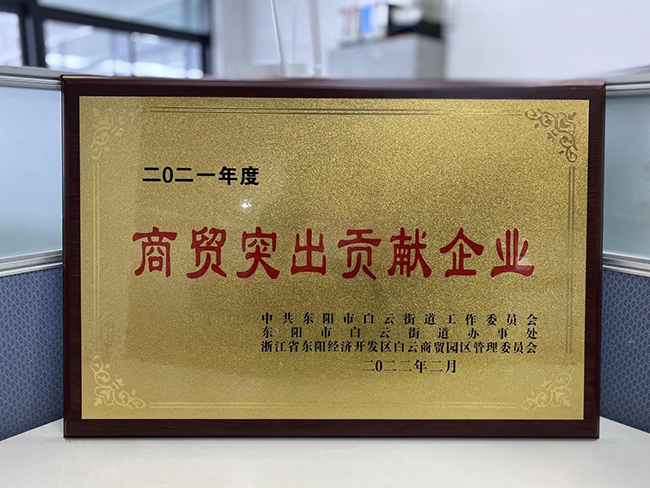 二0二一年度
商贸突出贡献企业
中共东阳市白云街道工作委员会
东阳市白云街道办事处
浙江省东阳经济开发区白云商贸园区管理委员会
二0二二年二月